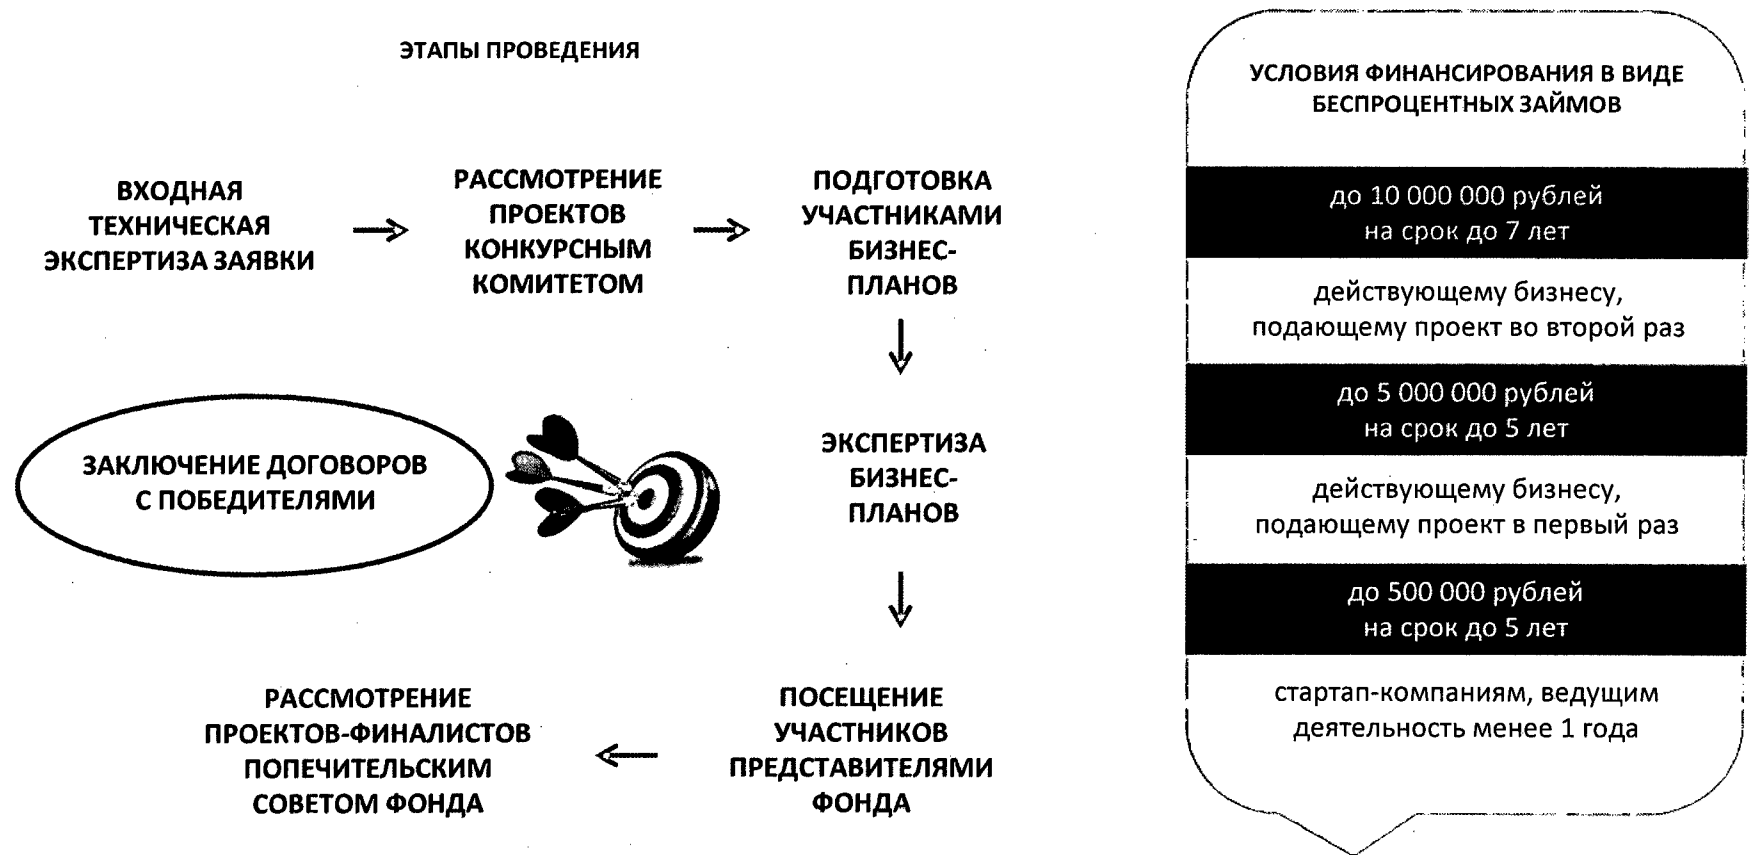 ЭТАПЫ ПРОВЕДЕНИЯ
ВХОДНАЯ
ТЕХНИЧЕСКАЯ
ЭКСПЕРТИЗА ЗАЯВКИ
РАССМОТРЕНИЕ
ПРОЕКТОВ
КОНКУРСНЫМ
КОМИТЕТОМ
ПОДГОТОВКА
УЧАСТНИКАМИ
БИЗНЕС-
ПЛАНОВ
ЭКСПЕРТИЗА
БИЗНЕС-
ПЛАНОВ
ПОСЕЩЕНИЕ
УЧАСТНИКОВ
ПРЕДСТАВИТЕЛЯМИ
ФОНДА
РАССМОТРЕНИЕ
ПРОЕКТОВ-ФИНАЛИСТОВ
ПОПЕЧИТЕЛЬСКИМ
СОВЕТОМ ФОНДА
ЗАКЛЮЧЕНИЕ ДОГОВОРОВ
С ПОБЕДИТЕЛЯМИ
УСЛОВИЯ ФИНАНСИРОВАНИЯ В ВИДЕ
БЕСПРОЦЕНТНЫХ ЗАЙМОВ
до 10 000 000 рублей
на срок до 7 лет
действующему бизнесу,
подающему проект во второй раз
до 5 000 000 рублей
на срок до 5 лет
действующему бизнесу,
подающему проект в первый раз
до 500 000 рублей
на срок до 5 лет
стартап-компаниям, ведущим
деятельность менее 1 года